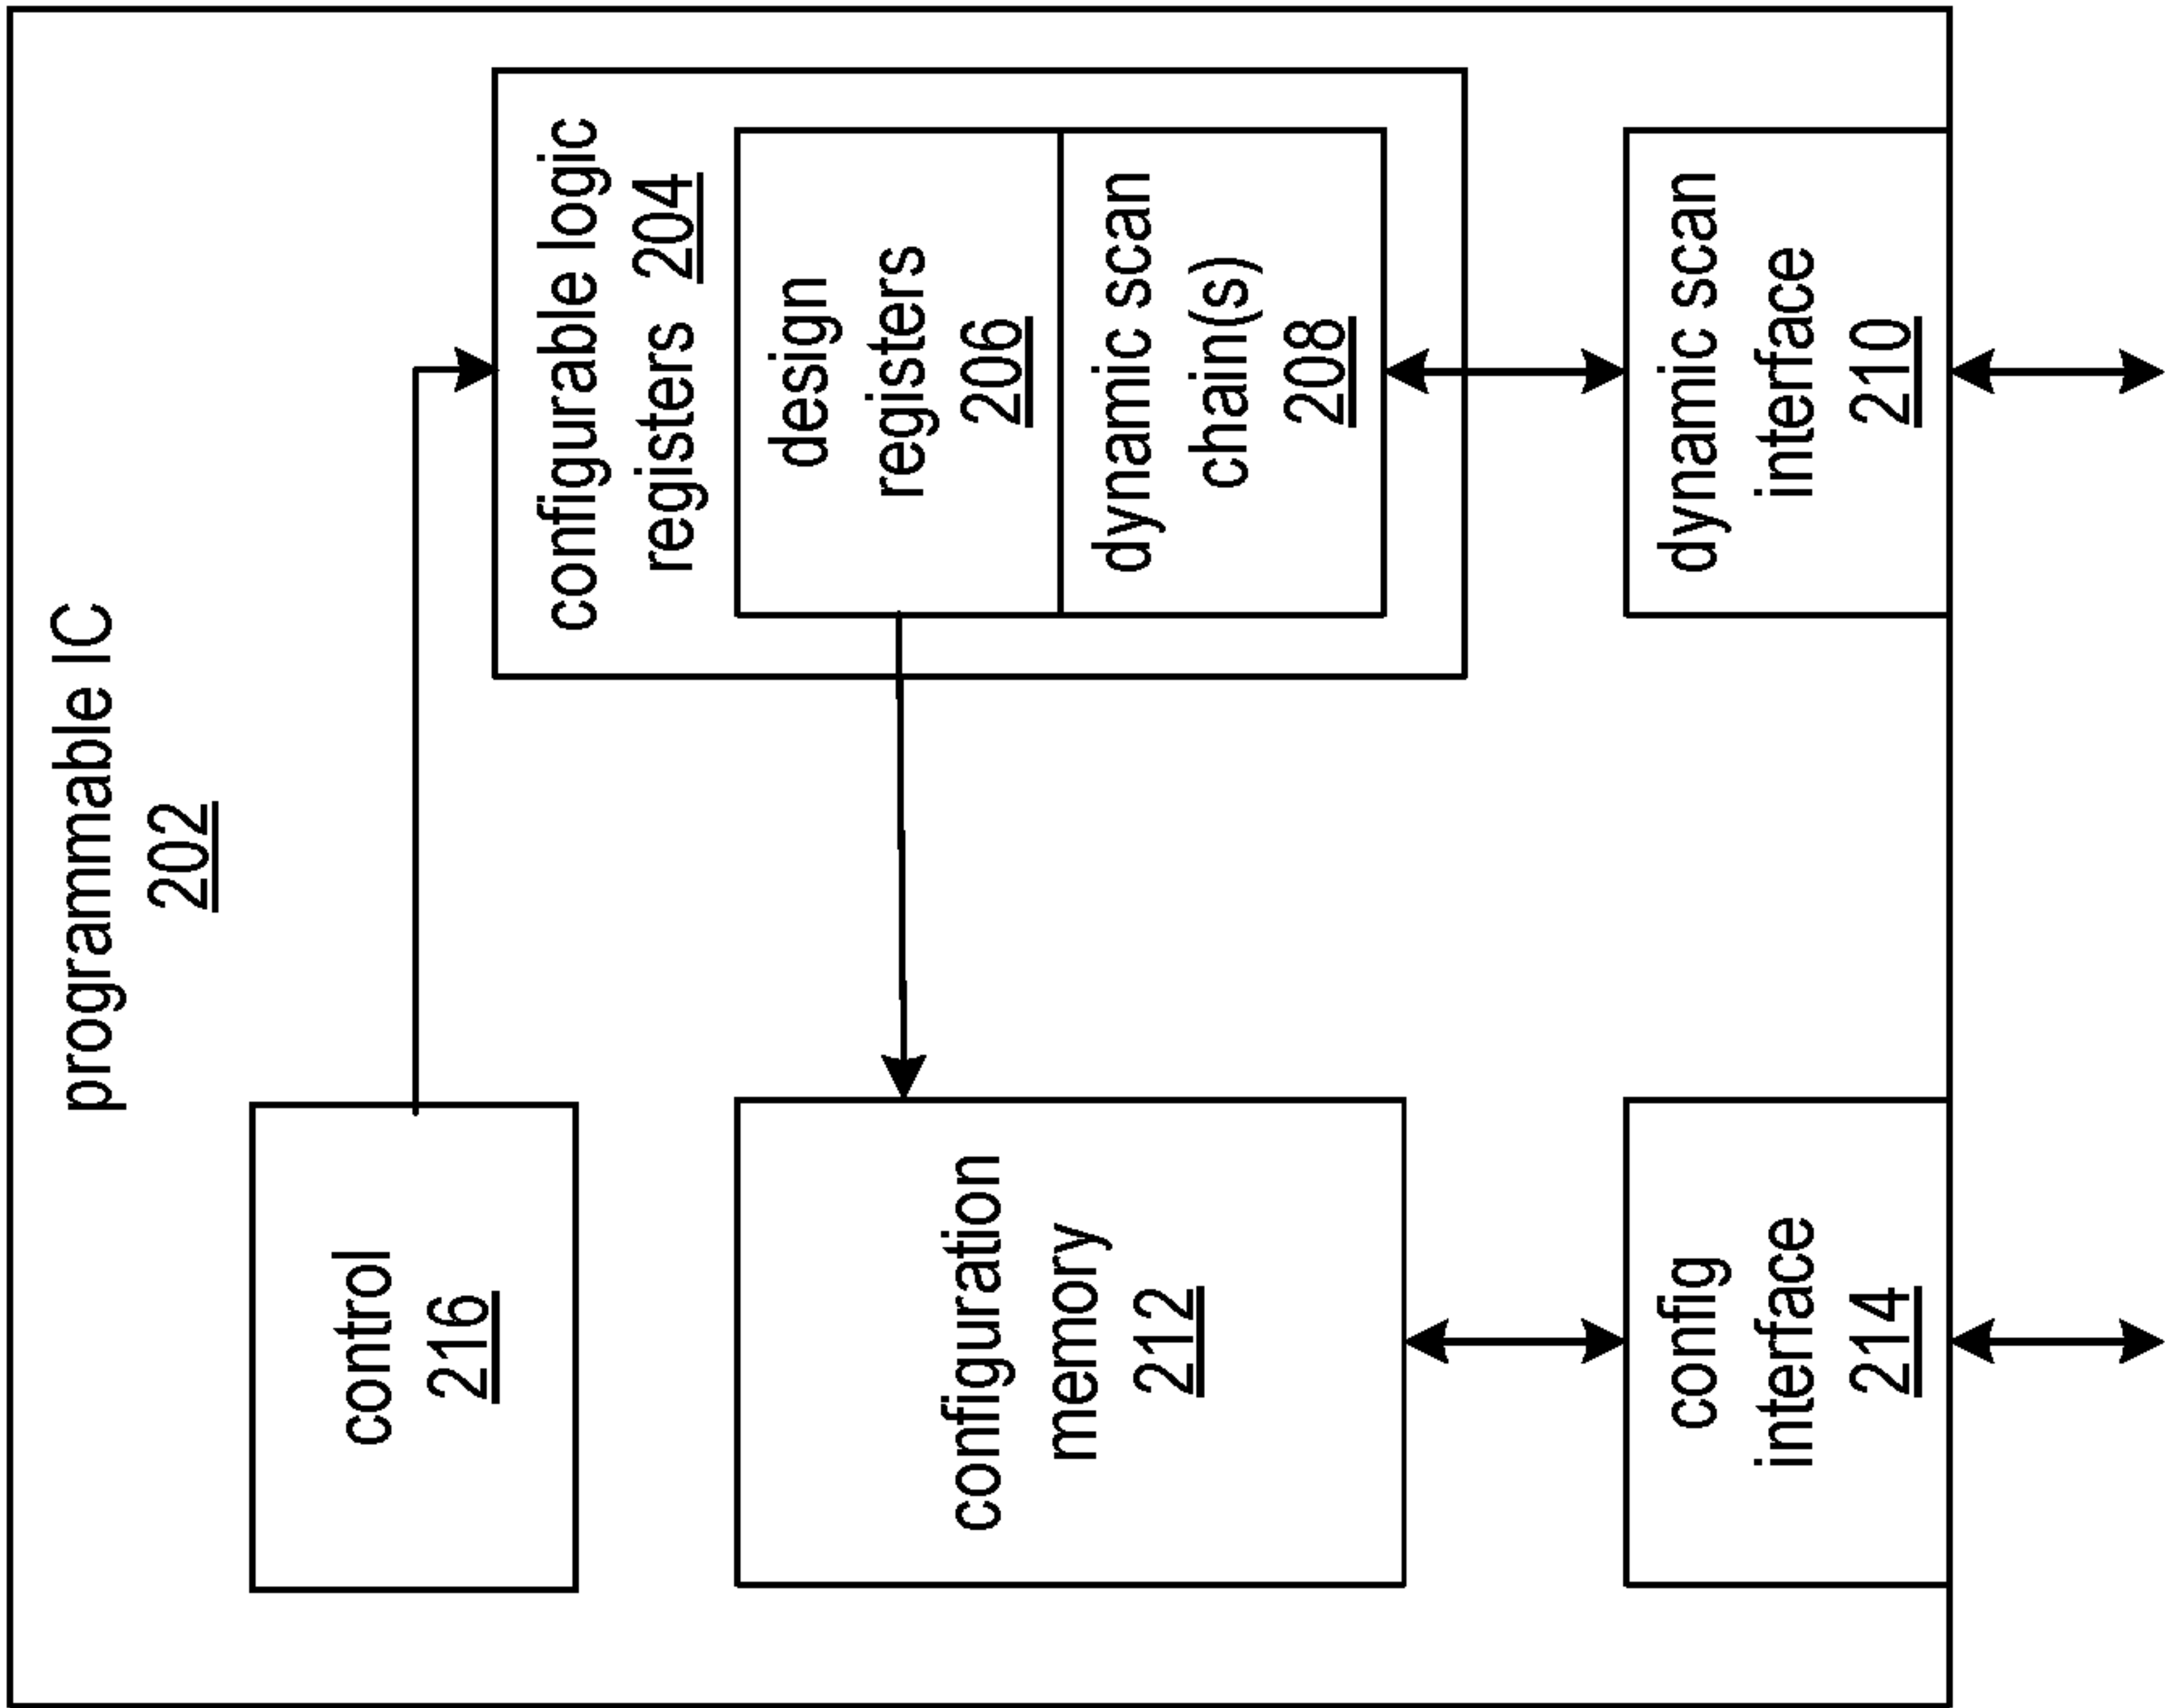 programmable IC
202
control
216
configurable logic
registers 204
design
registers
206
dynamic scan
chain(s)
208
configuration
memory
212
config
interface
214
dynamic scan
interface
210